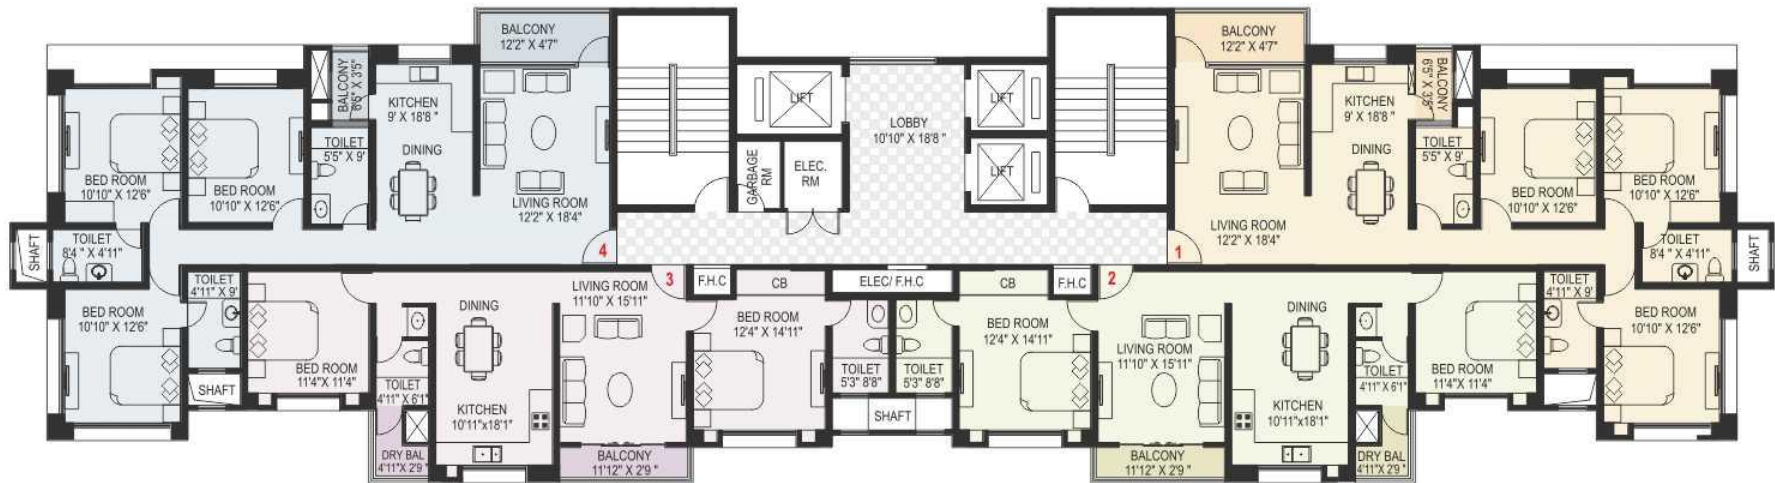 BALCONY
12'2" X 4'7"
BALCONY
6'5" X 3'5"
KITCHEN
9' X 18'8 "
DINING
LIVING ROOM
12'2" X 18'4"
BED ROOM
10'10" X 12'6"
BED ROOM
10'10" X 12'6"
TOILET
5'5" X 9'
TOILET
8'4 " X 4'11"
SHAFT
BED ROOM
10'10" X 12'6"
TOILET
4'11" X 9'
SHAFT
4
LIFT
LOBBY
10'10" X 18'8 "
LIFT
LIFT
GARBAGE
RM
ELEC.
RM
BALCONY
12'2" X 4'7"
BALCONY
6'5" X 3'5"
KITCHEN
9' X 18'8 "
DINING
LIVING ROOM
12'2" X 18'4"
TOILET
5'5" X 9'
BED ROOM
10'10" X 12'6"
BED ROOM
10'10" X 12'6"
TOILET
8'4 " X 4'11"
SHAFT
TOILET
4'11" X 9'
BED ROOM
10'10" X 12'6"
1
BED ROOM
11'4"X 11'4"
TOILET
4'11" X 6'1"
DRY BAL
4'11"X 2'9 "
DINING
KITCHEN
10'11"x18'1"
LIVING ROOM
11'10" X 15'11"
3
BALCONY
11'12" X 2'9 "
F.H.C
CB
BED ROOM
12'4" X 14'11"
TOILET
5'3" 8'8"
ELEC/ F.H.C
SHAFT
TOILET
5'3" 8'8"
CB
BED ROOM
12'4" X 14'11"
F.H.C
2
LIVING ROOM
11'10" X 15'11"
BALCONY
11'12" X 2'9 "
DINING
KITCHEN
10'11"x18'1"
TOILET
4'11" X 6'1"
DRY BAL
4'11"X 2'9 "
BED ROOM
11'4"X 11'4"